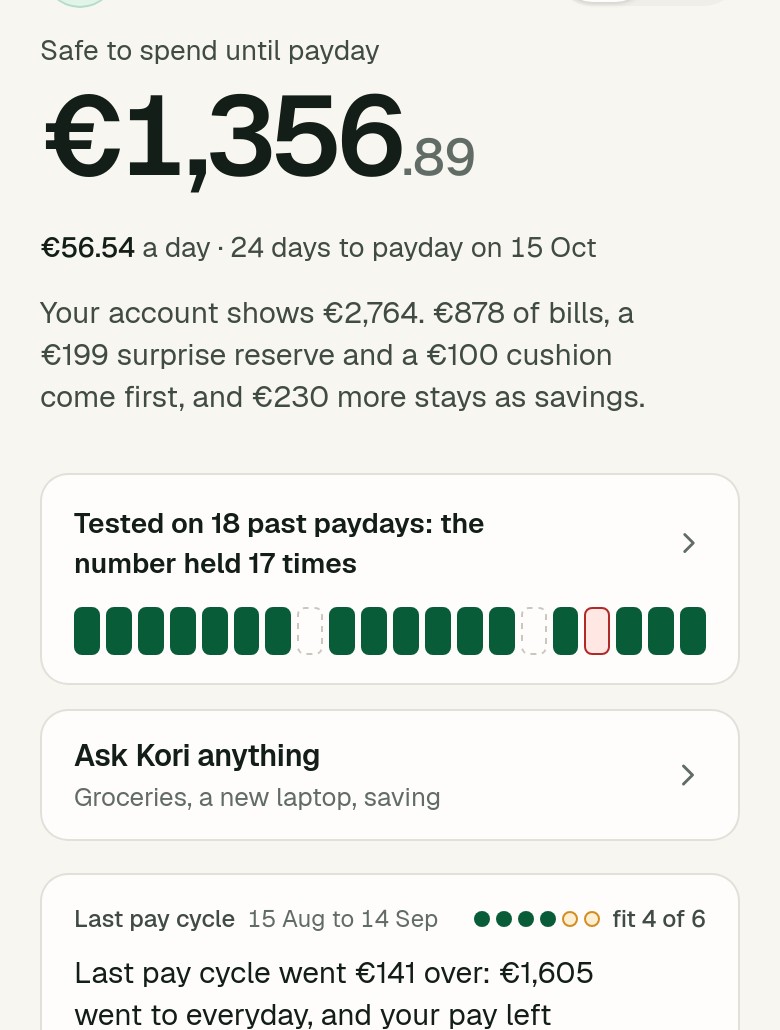 Safe to spend until payday
€1,356.89
€56.54 a day · 24 days to payday on 15 Oct
Your account shows €2,764. €878 of bills, a
€199 surprise reserve and a €100 cushion
come first, and €230 more stays as savings.
Tested on 18 past paydays: the
number held 17 times
Ask Kori anything
Groceries, a new laptop, saving
Last pay cycle 15 Aug to 14 Sep fit 4 of 6
Last pay cycle went €141 over: €1,605
went to everyday, and your pay left